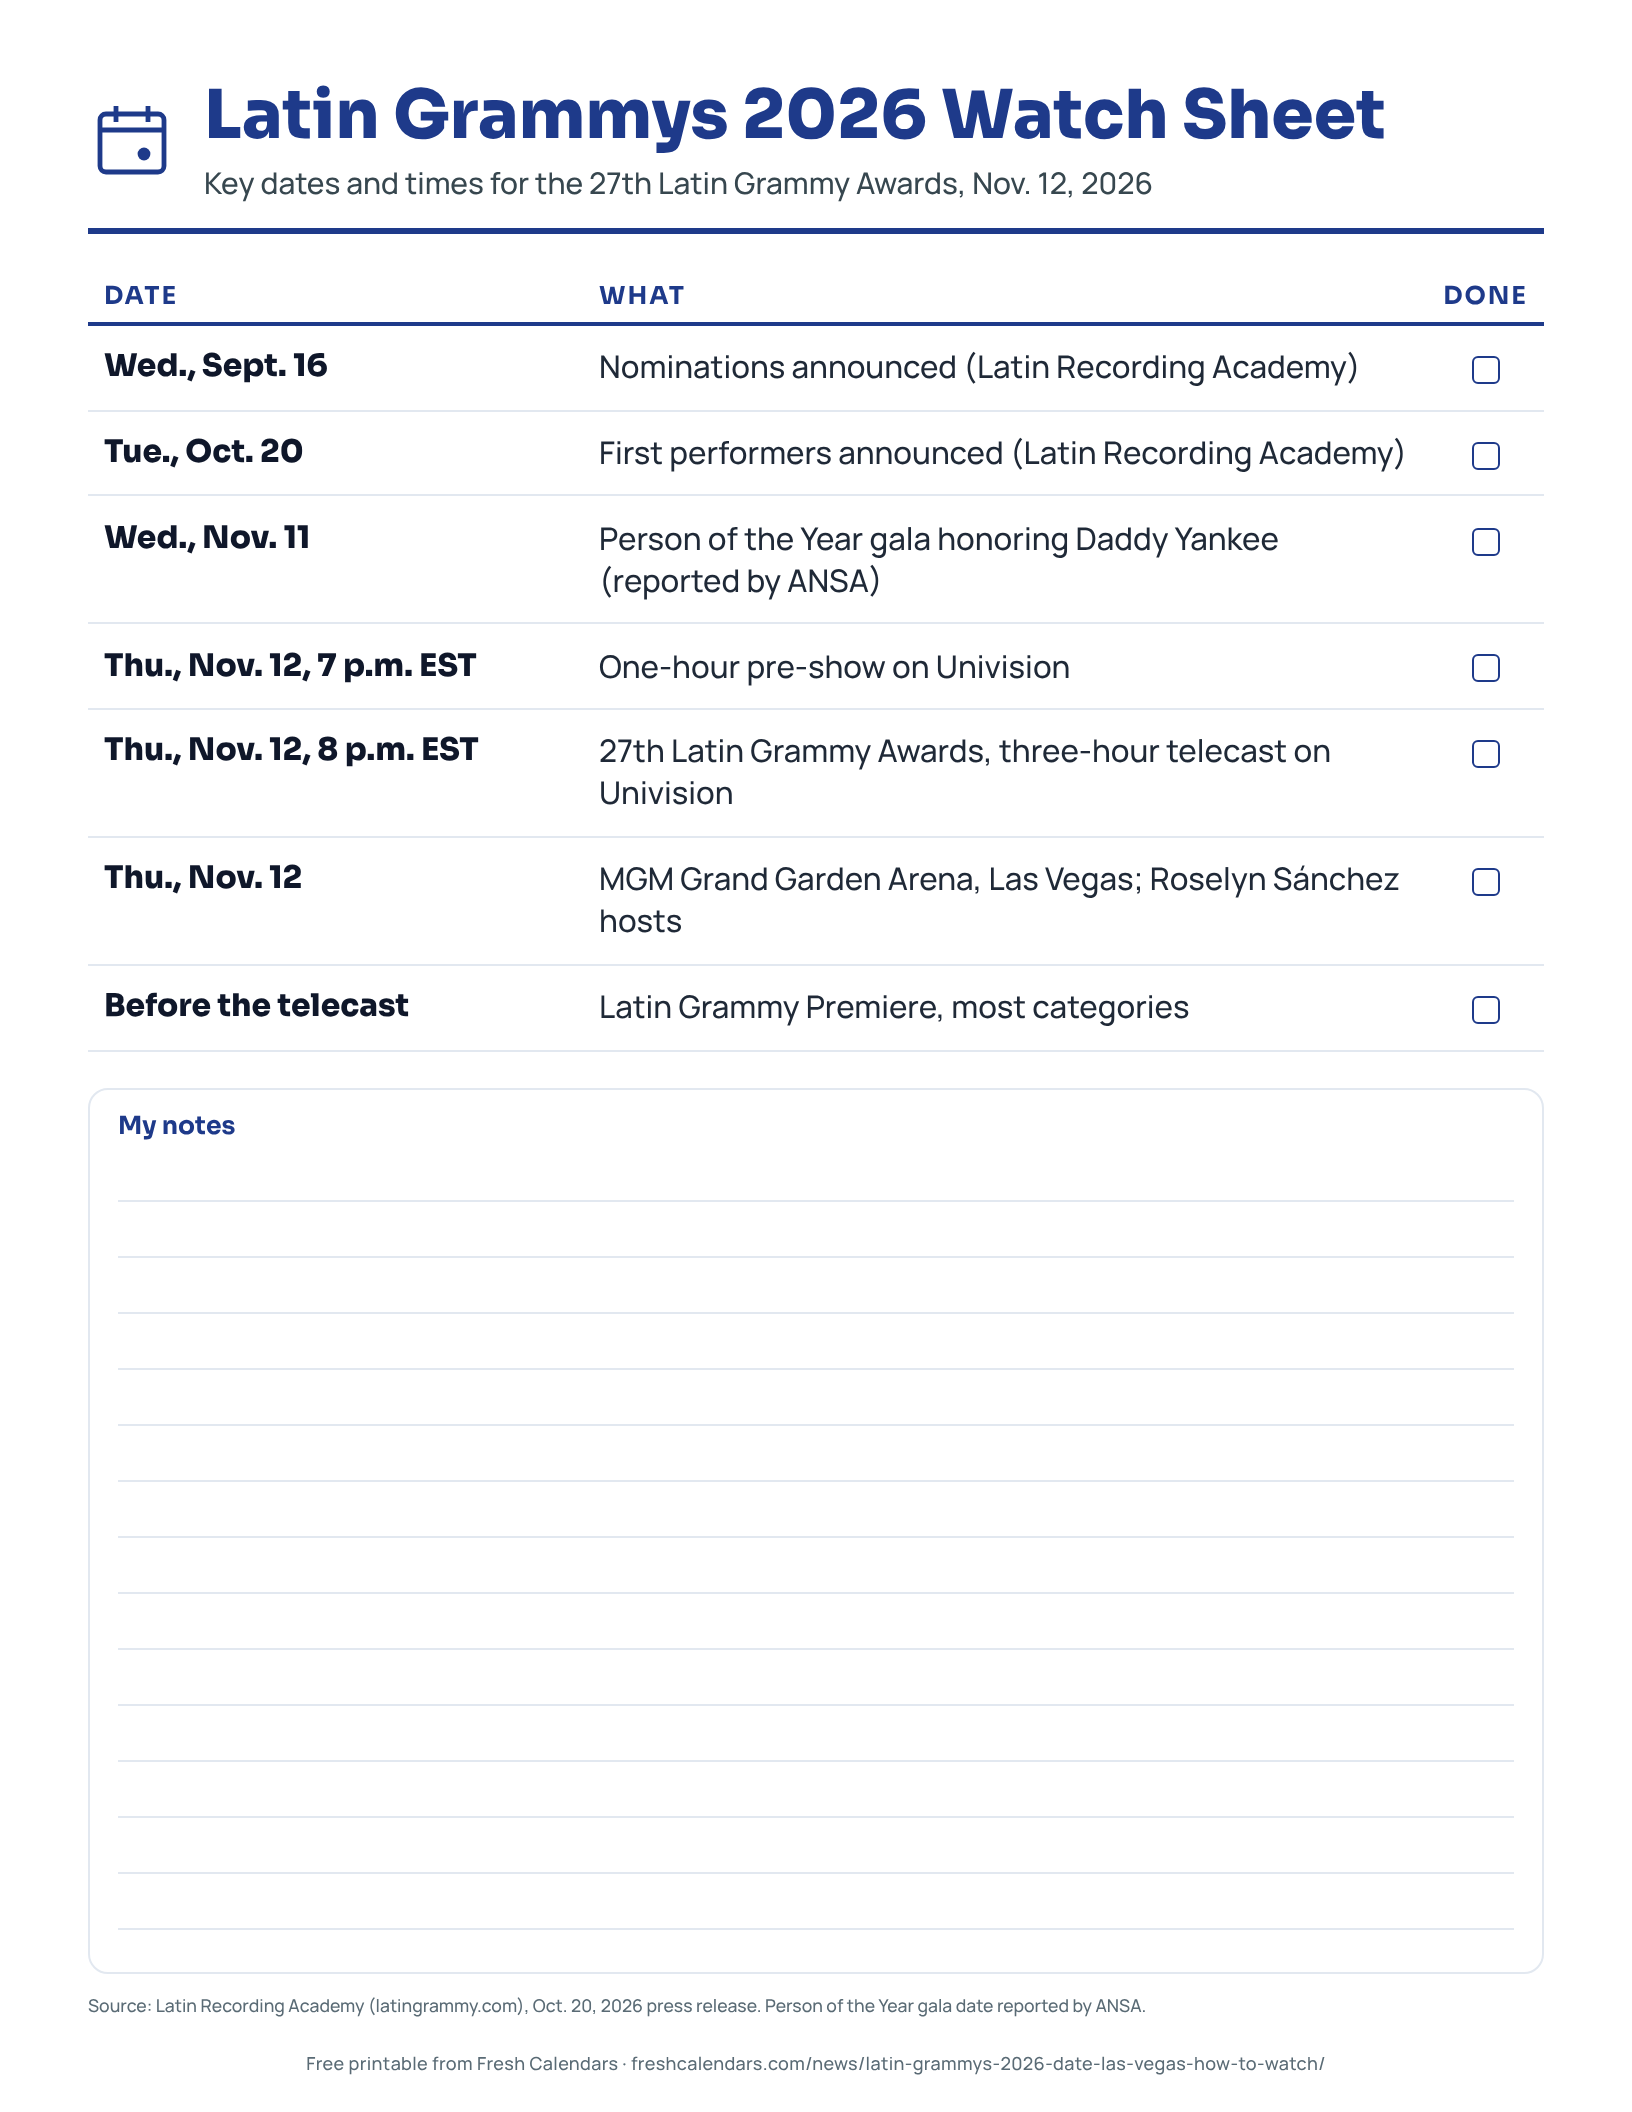 Latin Grammys 2026 Watch Sheet
Key dates and times for the 27th Latin Grammy Awards, Nov. 12, 2026
DATE WHAT DONE
Wed., Sept. 16 Nominations announced (Latin Recording Academy)
Tue., Oct. 20 First performers announced (Latin Recording Academy)
Wed., Nov. 11 Person of the Year gala honoring Daddy Yankee
(reported by ANSA)
Thu., Nov. 12, 7 p.m. EST One-hour pre-show on Univision
Thu., Nov. 12, 8 p.m. EST 27th Latin Grammy Awards, three-hour telecast on
Univision
Thu., Nov. 12 MGM Grand Garden Arena, Las Vegas; Roselyn Sánchez
hosts
Before the telecast Latin Grammy Premiere, most categories
My notes
Source: Latin Recording Academy (latingrammy.com), Oct. 20, 2026 press release. Person of the Year gala date reported by ANSA.
Free printable from Fresh Calendars · freshcalendars.com/news/latin-grammys-2026-date-las-vegas-how-to-watch/